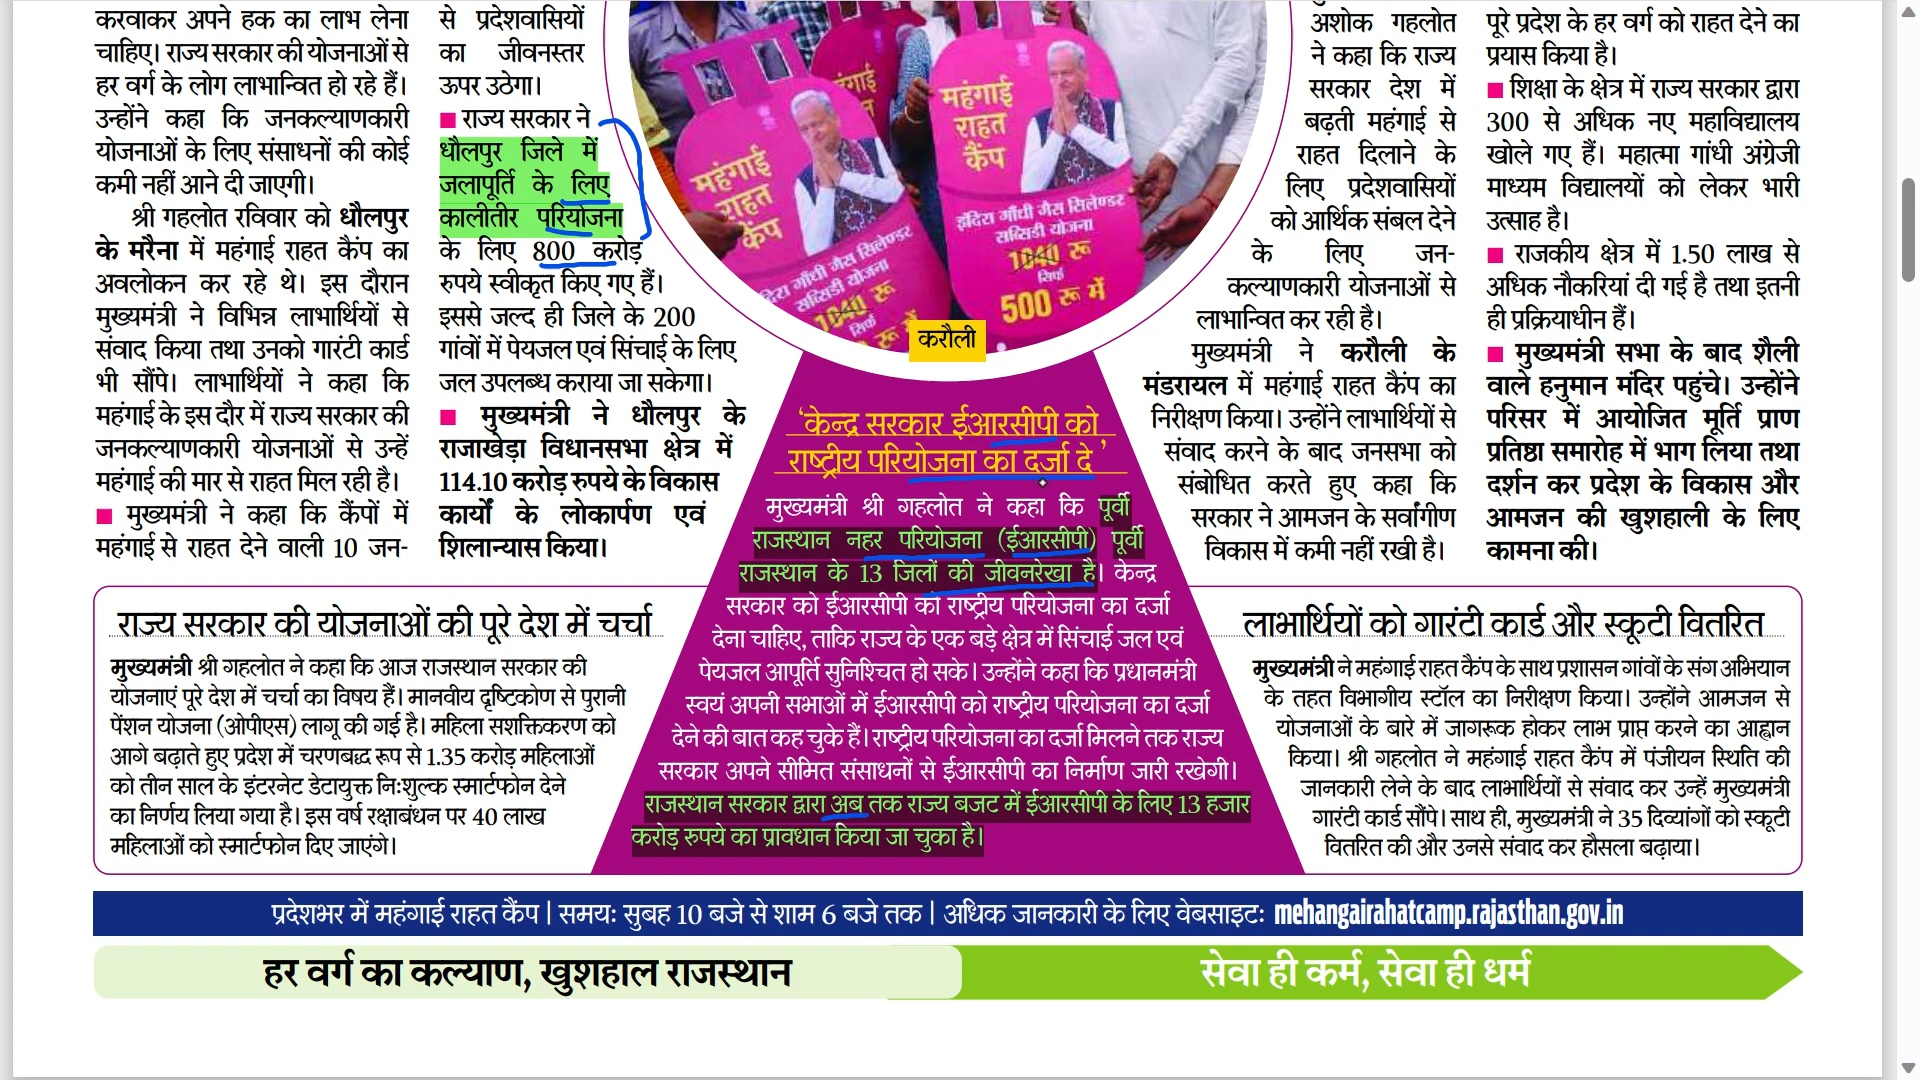 करवाकर अपने हक का लाभ लेना
चाहिए। राज्य सरकार की योजनाओं से
हर वर्ग के लोग लाभान्वित हो रहे हैं।
उन्होंने कहा कि जनकल्याणकारी
योजनाओं के लिए संसाधनों की कोई
कमी नहीं आने दी जाएगी।
श्री गहलोत रविवार को धौलपुर
के मरैना में महंगाई राहत कैंप का
अवलोकन कर रहे थे। इस दौरान
मुख्यमंत्री ने विभिन्न लाभार्थियों से
संवाद किया तथा उनको गारंटी कार्ड
भी सौंपे। लाभार्थियों ने कहा कि
महंगाई के इस दौर में राज्य सरकार की
जनकल्याणकारी योजनाओं से उन्हें
महंगाई की मार से राहत मिल रही है।
■ मुख्यमंत्री ने कहा कि कैंपों में
महंगाई से राहत देने वाली 10 जन-
से प्रदेशवासियों
का जीवनस्तर
ऊपर उठेगा।
■ राज्य सरकार ने
धौलपुर जिले में
जलापूर्ति के लिए
कालीतीर परियोजना
के लिए 800 करोड़
रुपये स्वीकृत किए गए हैं।
इससे जल्द ही जिले के 200
गांवों में पेयजल एवं सिंचाई के लिए
जल उपलब्ध कराया जा सकेगा।
■ मुख्यमंत्री ने धौलपुर के
राजाखेड़ा विधानसभा क्षेत्र में
114.10 करोड़ रुपये के विकास
कार्यों के लोकार्पण एवं
शिलान्यास किया।
महंगाई
राहत
कैंप
इंदिरा गाँधी गैस सिलेण्डर
सब्सिडी योजना
1040 रू
सिर्फ
महंगाई
राहत
कैंप
इंदिरा गाँधी गैस सिलेण्डर
सब्सिडी योजना
1040 रू
सिर्फ
500 रू में
करौली
‘केन्द्र सरकार ईआरसीपी को
राष्ट्रीय परियोजना का दर्जा दे’
मुख्यमंत्री श्री गहलोत ने कहा कि पूर्वी
राजस्थान नहर परियोजना (ईआरसीपी) पूर्वी
राजस्थान के 13 जिलों की जीवनरेखा है। केन्द्र
सरकार को ईआरसीपी को राष्ट्रीय परियोजना का दर्जा
देना चाहिए, ताकि राज्य के एक बड़े क्षेत्र में सिंचाई जल एवं
पेयजल आपूर्ति सुनिश्चित हो सके। उन्होंने कहा कि प्रधानमंत्री
स्वयं अपनी सभाओं में ईआरसीपी को राष्ट्रीय परियोजना का दर्जा
देने की बात कह चुके हैं। राष्ट्रीय परियोजना का दर्जा मिलने तक राज्य
सरकार अपने सीमित संसाधनों से ईआरसीपी का निर्माण जारी रखेगी।
राजस्थान सरकार द्वारा अब तक राज्य बजट में ईआरसीपी के लिए 13 हजार
करोड़ रुपये का प्रावधान किया जा चुका है।
अशोक गहलोत
ने कहा कि राज्य
सरकार देश में
बढ़ती महंगाई से
राहत दिलाने के
लिए प्रदेशवासियों
को आर्थिक संबल देने
के लिए जन-
कल्याणकारी योजनाओं से
लाभान्वित कर रही है।
मुख्यमंत्री ने करौली के
मंडरायल में महंगाई राहत कैंप का
निरीक्षण किया। उन्होंने लाभार्थियों से
संवाद करने के बाद जनसभा को
संबोधित करते हुए कहा कि
सरकार ने आमजन के सर्वांगीण
विकास में कमी नहीं रखी है।
पूरे प्रदेश के हर वर्ग को राहत देने का
प्रयास किया है।
■ शिक्षा के क्षेत्र में राज्य सरकार द्वारा
300 से अधिक नए महाविद्यालय
खोले गए हैं। महात्मा गांधी अंग्रेजी
माध्यम विद्यालयों को लेकर भारी
उत्साह है।
■ राजकीय क्षेत्र में 1.50 लाख से
अधिक नौकरियां दी गई है तथा इतनी
ही प्रक्रियाधीन हैं।
■ मुख्यमंत्री सभा के बाद शैली
वाले हनुमान मंदिर पहुंचे। उन्होंने
परिसर में आयोजित मूर्ति प्राण
प्रतिष्ठा समारोह में भाग लिया तथा
दर्शन कर प्रदेश के विकास और
आमजन की खुशहाली के लिए
कामना की।
राज्य सरकार की योजनाओं की पूरे देश में चर्चा
मुख्यमंत्री श्री गहलोत ने कहा कि आज राजस्थान सरकार की
योजनाएं पूरे देश में चर्चा का विषय हैं। मानवीय दृष्टिकोण से पुरानी
पेंशन योजना (ओपीएस) लागू की गई है। महिला सशक्तिकरण को
आगे बढ़ाते हुए प्रदेश में चरणबद्ध रूप से 1.35 करोड़ महिलाओं
को तीन साल के इंटरनेट डेटायुक्त नि:शुल्क स्मार्टफोन देने
का निर्णय लिया गया है। इस वर्ष रक्षाबंधन पर 40 लाख
महिलाओं को स्मार्टफोन दिए जाएंगे।
लाभार्थियों को गारंटी कार्ड और स्कूटी वितरित
मुख्यमंत्री ने महंगाई राहत कैंप के साथ प्रशासन गांवों के संग अभियान
के तहत विभागीय स्टॉल का निरीक्षण किया। उन्होंने आमजन से
योजनाओं के बारे में जागरूक होकर लाभ प्राप्त करने का आह्वान
किया। श्री गहलोत ने महंगाई राहत कैंप में पंजीयन स्थिति की
जानकारी लेने के बाद लाभार्थियों से संवाद कर उन्हें मुख्यमंत्री
गारंटी कार्ड सौंपे। साथ ही, मुख्यमंत्री ने 35 दिव्यांगों को स्कूटी
वितरित की और उनसे संवाद कर हौसला बढ़ाया।
प्रदेशभर में महंगाई राहत कैंप | समय: सुबह 10 बजे से शाम 6 बजे तक | अधिक जानकारी के लिए वेबसाइट: mehangairahatcamp.rajasthan.gov.in
हर वर्ग का कल्याण, खुशहाल राजस्थान
सेवा ही कर्म, सेवा ही धर्म